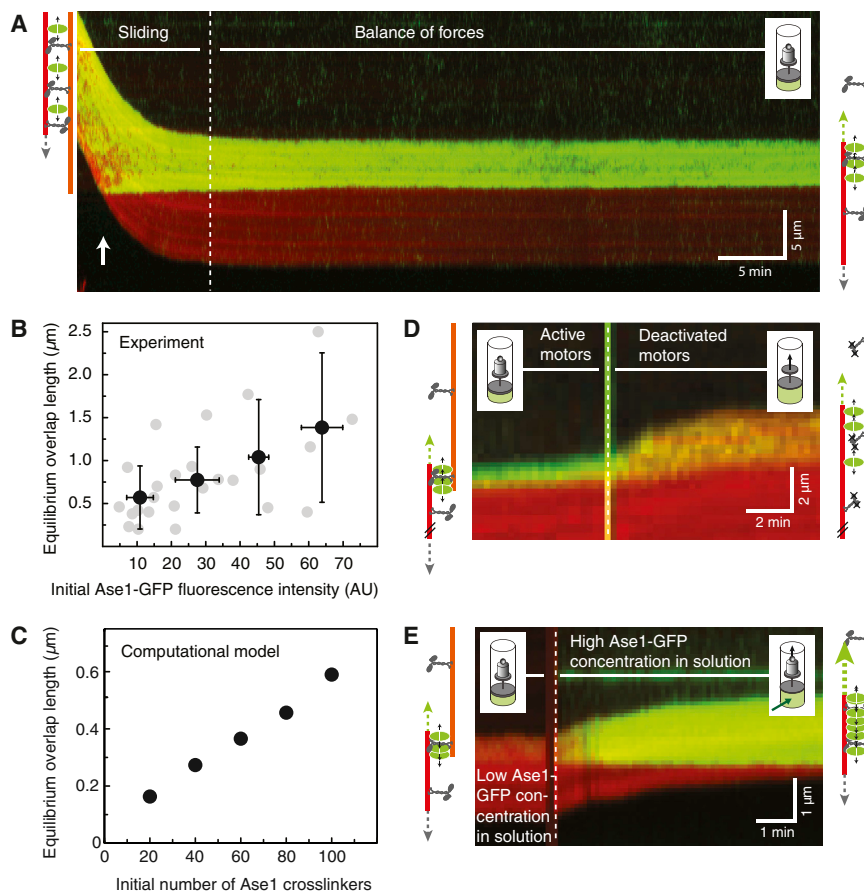 A
Sliding
Balance of forces
5 µm
5 min
B
Experiment
Equilibrium overlap length (µm)
2.5
2.0
1.5
1.0
0.5
10 20 30 40 50 60 70
Initial Ase1-GFP fluorescence intensity (AU)
C
Computational model
Equilibrium overlap length (µm)
0.6
0.4
0.2
0
0 20 40 60 80 100
Initial number of Ase1 crosslinkers
D
Active
motors
Deactivated
motors
2 µm
2 min
E
High Ase1-GFP
concentration in solution
Low Ase1-
GFP con-
centration
in solution
1 µm
1 min